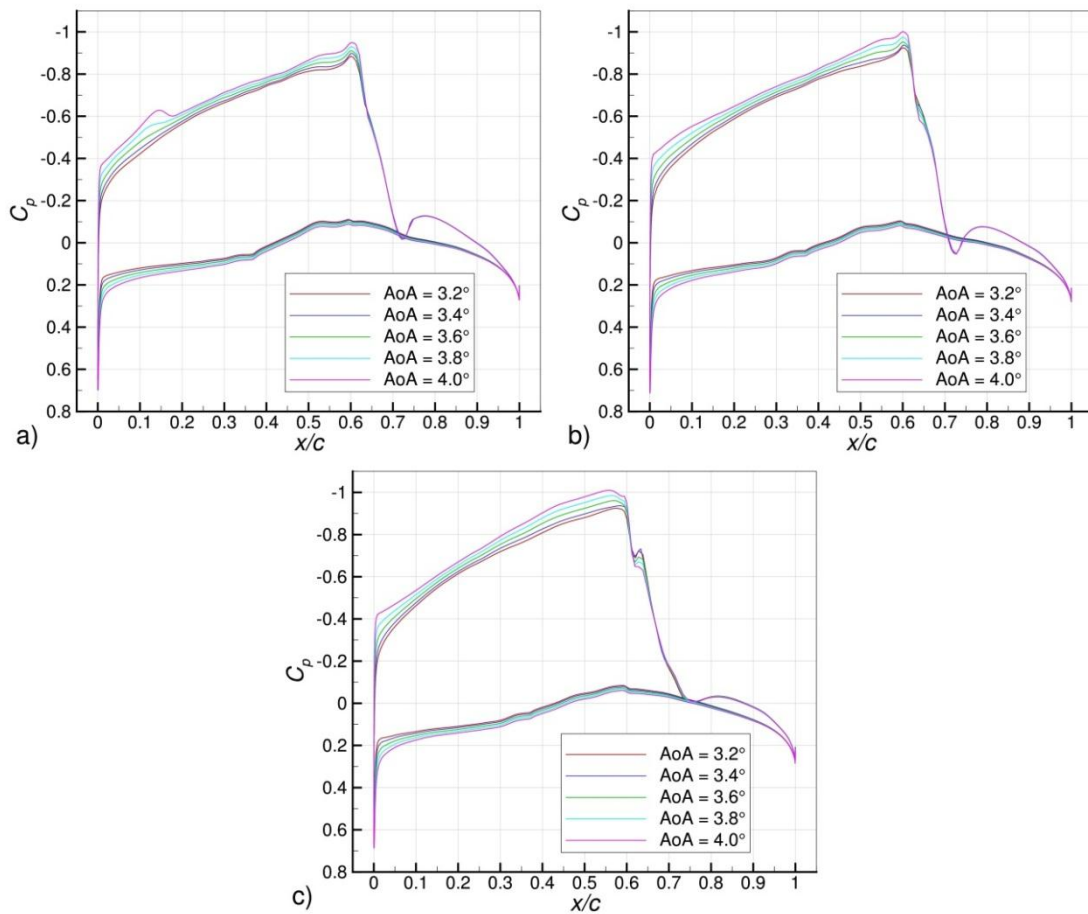 -1
-0.8
-0.6
-0.4
-0.2
0
0.2
0.4
0.6
0.8
Cp
0 0.1 0.2 0.3 0.4 0.5 0.6 0.7 0.8 0.9 1
x/c
a)
AoA = 3.2°
AoA = 3.4°
AoA = 3.6°
AoA = 3.8°
AoA = 4.0°
-1
-0.8
-0.6
-0.4
-0.2
0
0.2
0.4
0.6
0.8
Cp
0 0.1 0.2 0.3 0.4 0.5 0.6 0.7 0.8 0.9 1
x/c
b)
AoA = 3.2°
AoA = 3.4°
AoA = 3.6°
AoA = 3.8°
AoA = 4.0°
-1
-0.8
-0.6
-0.4
-0.2
0
0.2
0.4
0.6
0.8
Cp
0 0.1 0.2 0.3 0.4 0.5 0.6 0.7 0.8 0.9 1
x/c
c)
AoA = 3.2°
AoA = 3.4°
AoA = 3.6°
AoA = 3.8°
AoA = 4.0°